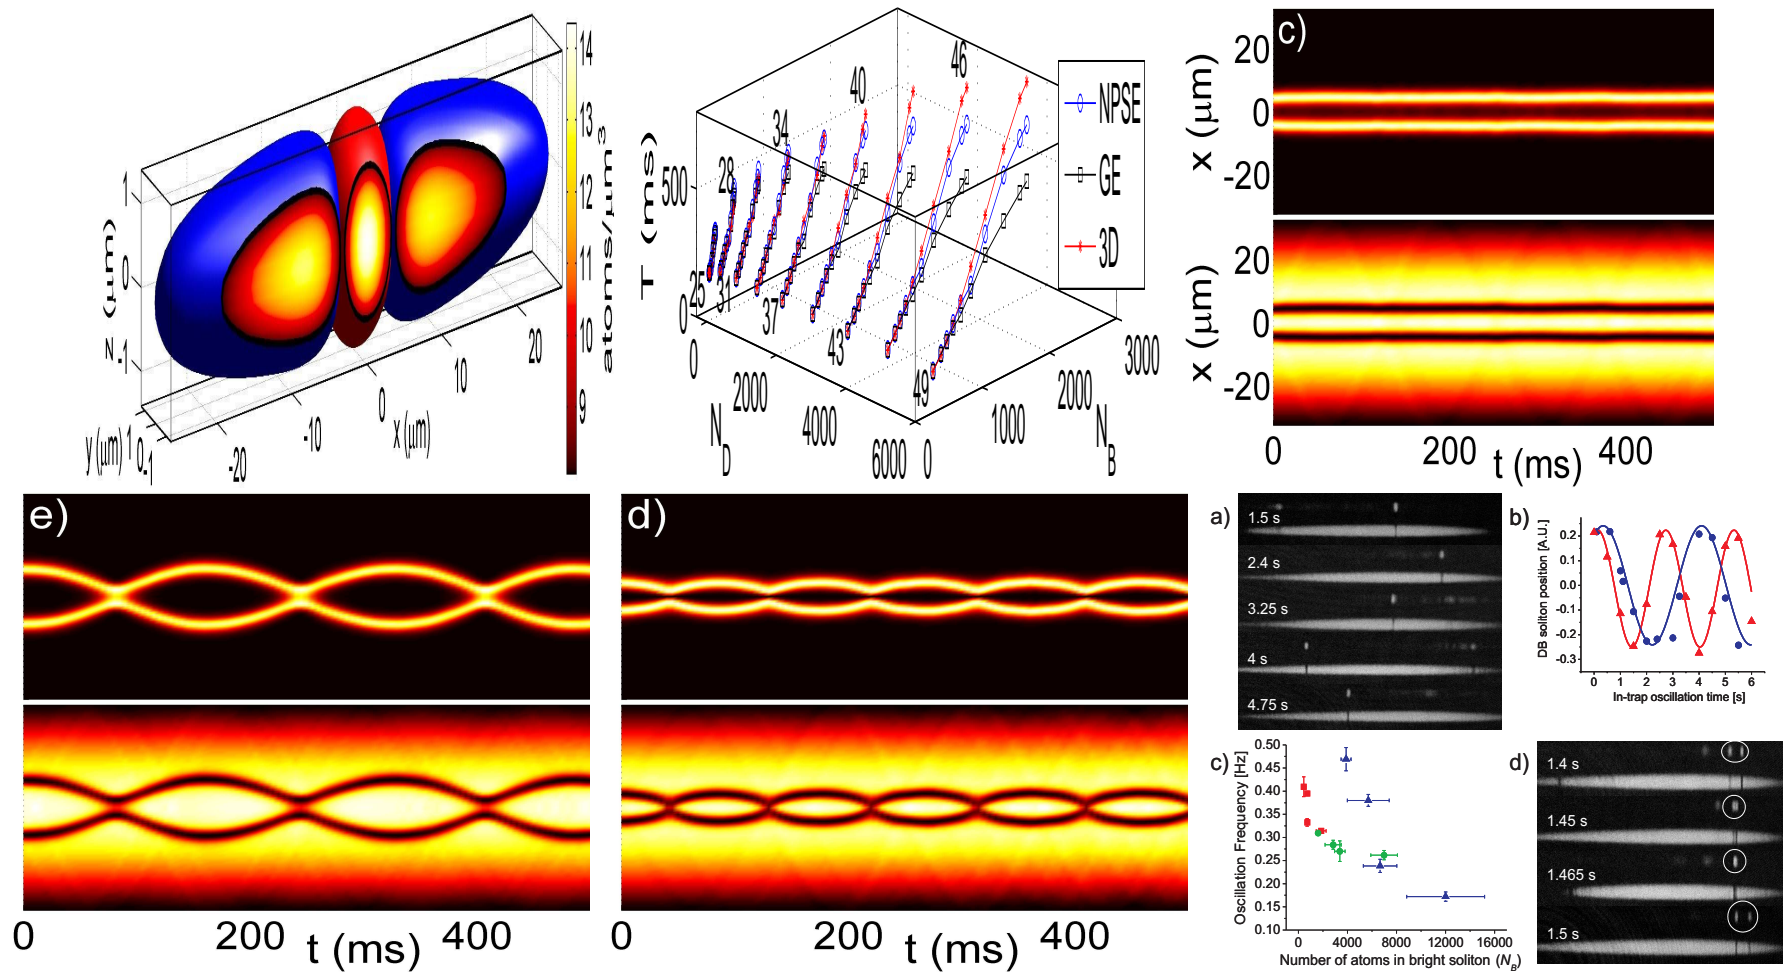 1
0
-1
z (μm)
y (μm)
1
0
-1
-20
-10
0
10
20
x (μm)
14
13
12
11
10
9
atoms/μm³
T (ms)
500
0
25
28
31
34
37
40
43
46
49
0
2000
4000
6000
N_D
0
1000
2000
3000
N_B
NPSE
GE
3D
c)
20
0
-20
x (μm)
20
0
-20
x (μm)
0
200
400
t (ms)
e)
0
200
400
t (ms)
d)
0
200
400
t (ms)
a)
1.5 s
2.4 s
3.25 s
4 s
4.75 s
b)
DB soliton position [A.U.]
0.2
0.1
0.0
-0.1
-0.2
-0.3
0 1 2 3 4 5 6
In-trap oscillation time [s]
c)
Oscillation Frequency [Hz]
0.50
0.45
0.40
0.35
0.30
0.25
0.20
0.15
0.10
0 4000 8000 12000 16000
Number of atoms in bright soliton (N_B)
d)
1.4 s
1.45 s
1.465 s
1.5 s